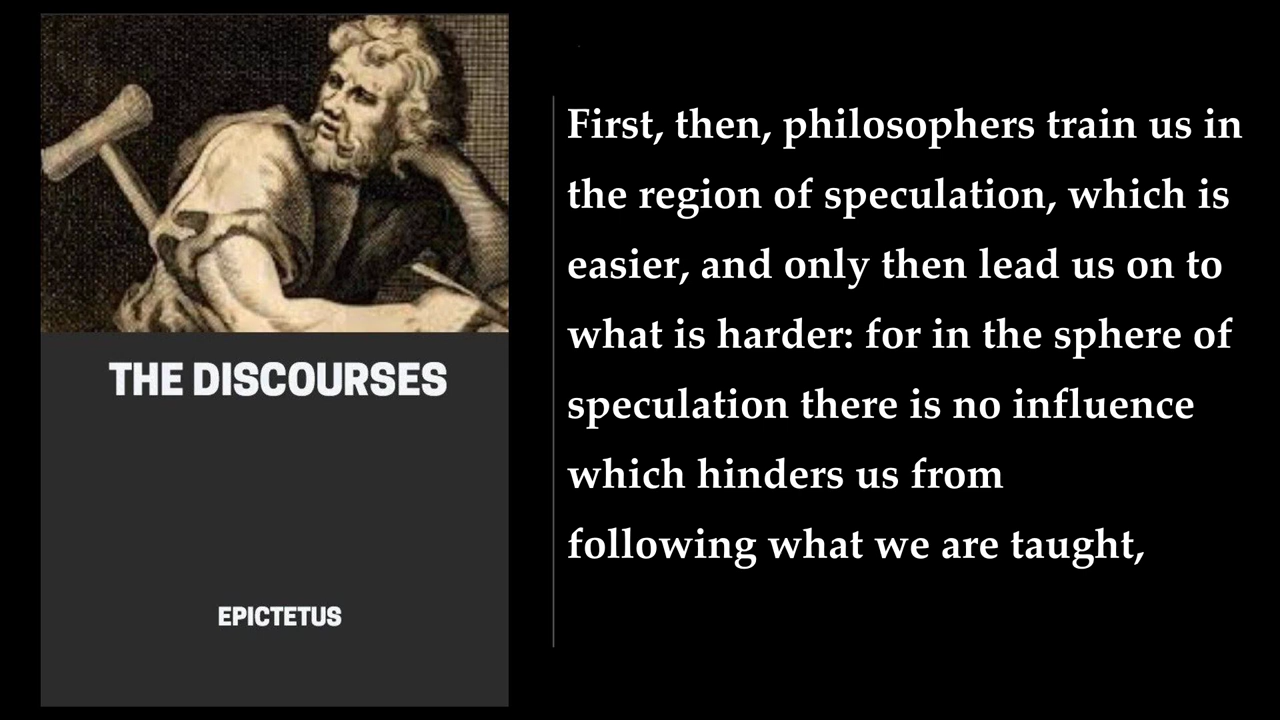 THE DISCOURSES
EPICTETUS
First, then, philosophers train us in
the region of speculation, which is
easier, and only then lead us on to
what is harder: for in the sphere of
speculation there is no influence
which hinders us from
following what we are taught,